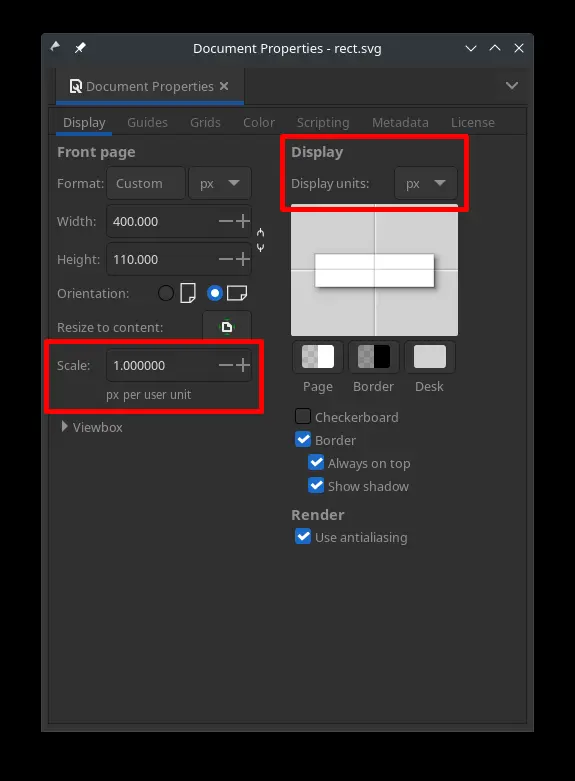 Document Properties - rect.svg
Document Properties
Display Guides Grids Color Scripting Metadata License
Front page
Format: Custom px
Width: 400.000
Height: 110.000
Orientation:
Resize to content:
Scale: 1.000000
px per user unit
Viewbox
Display
Display units: px
Page Border Desk
Checkerboard
Border
Always on top
Show shadow
Render
Use antialiasing